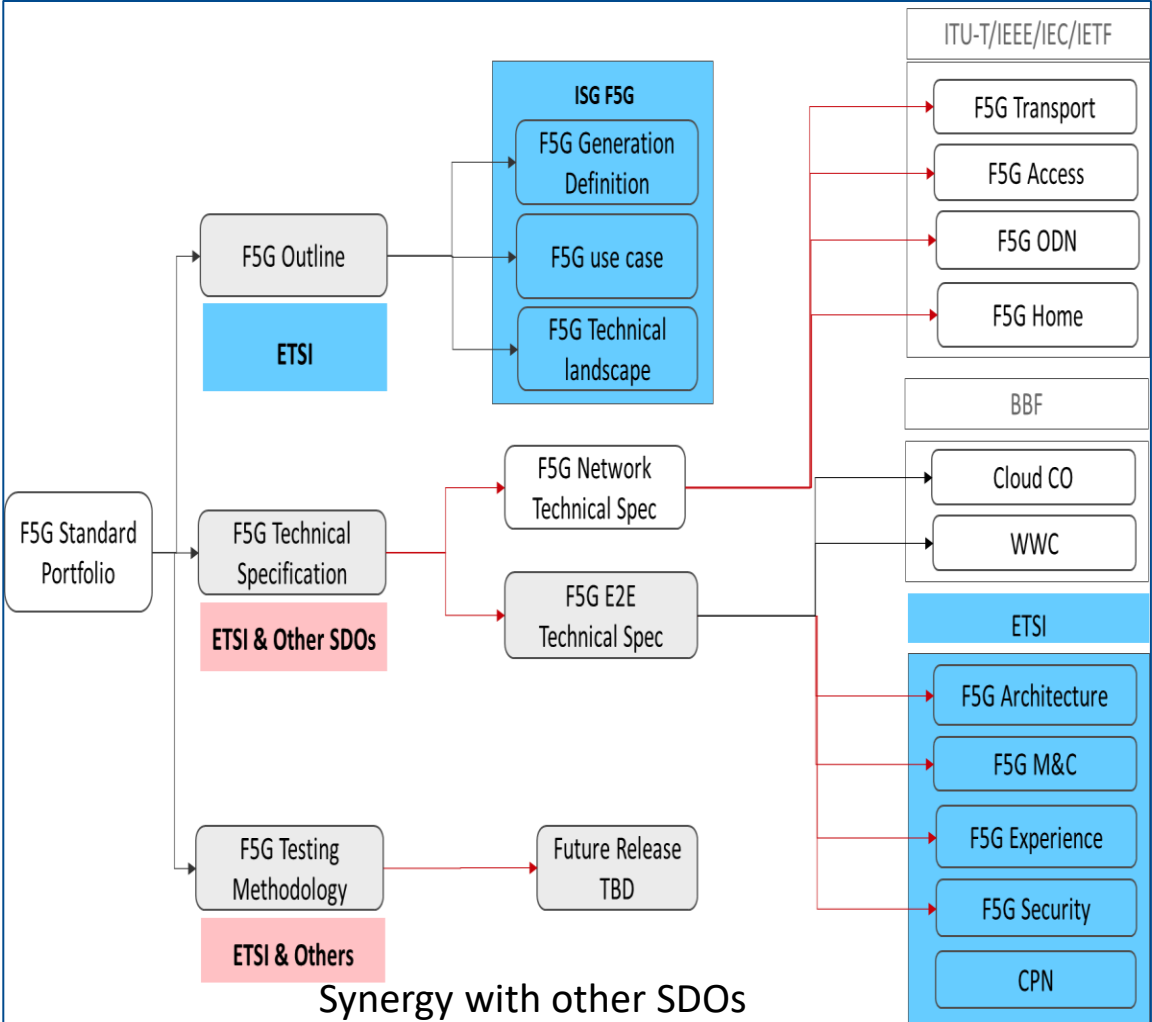 ITU-T/IEEE/IEC/IETF
ISG F5G
F5G Transport
F5G Generation
Definition
F5G Access
F5G Outline
F5G use case
F5G ODN
ETSI
F5G Technical
landscape
F5G Home
BBF
F5G Network
Technical Spec
Cloud CO
F5G Standard
Portfolio
F5G Technical
Specification
WWC
ETSI & Other SDOs
F5G E2E
Technical Spec
ETSI
F5G Architecture
F5G M&C
F5G Testing
Methodology
Future Release
TBD
F5G Experience
ETSI & Others
F5G Security
CPN
Synergy with other SDOs